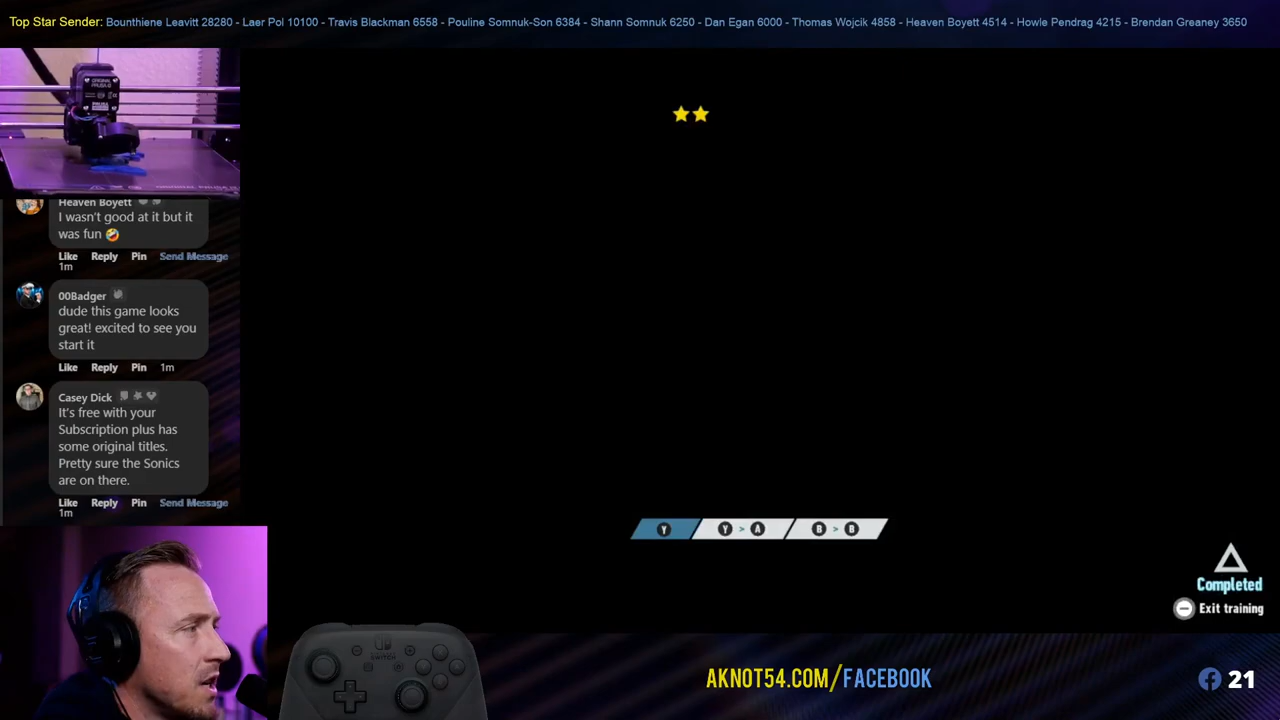 Top Star Sender: Bounthiene Leavitt 28280 - Laer Pol 10100 - Travis Blackman 6558 - Pouline Somnuk-Son 6384 - Shann Somnuk 6250 - Dan Egan 6000 - Thomas Wojcik 4858 - Heaven Boyett 4514 - Howle Pendrag 4215 - Brendan Greaney 3650
ORIGINAL
PRUSA
Heaven Boyett
I wasn't good at it but it
was fun 🤣
Like Reply Pin Send Message
1m
00Badger
dude this game looks
great! excited to see you
start it
Like Reply Pin 1m
Casey Dick
It's free with your
Subscription plus has
some original titles.
Pretty sure the Sonics
are on there.
Like Reply Pin Send Message
1m
Y Y > A B > B
Completed
Exit training
SWITCH
AKNOT54.COM/FACEBOOK
21